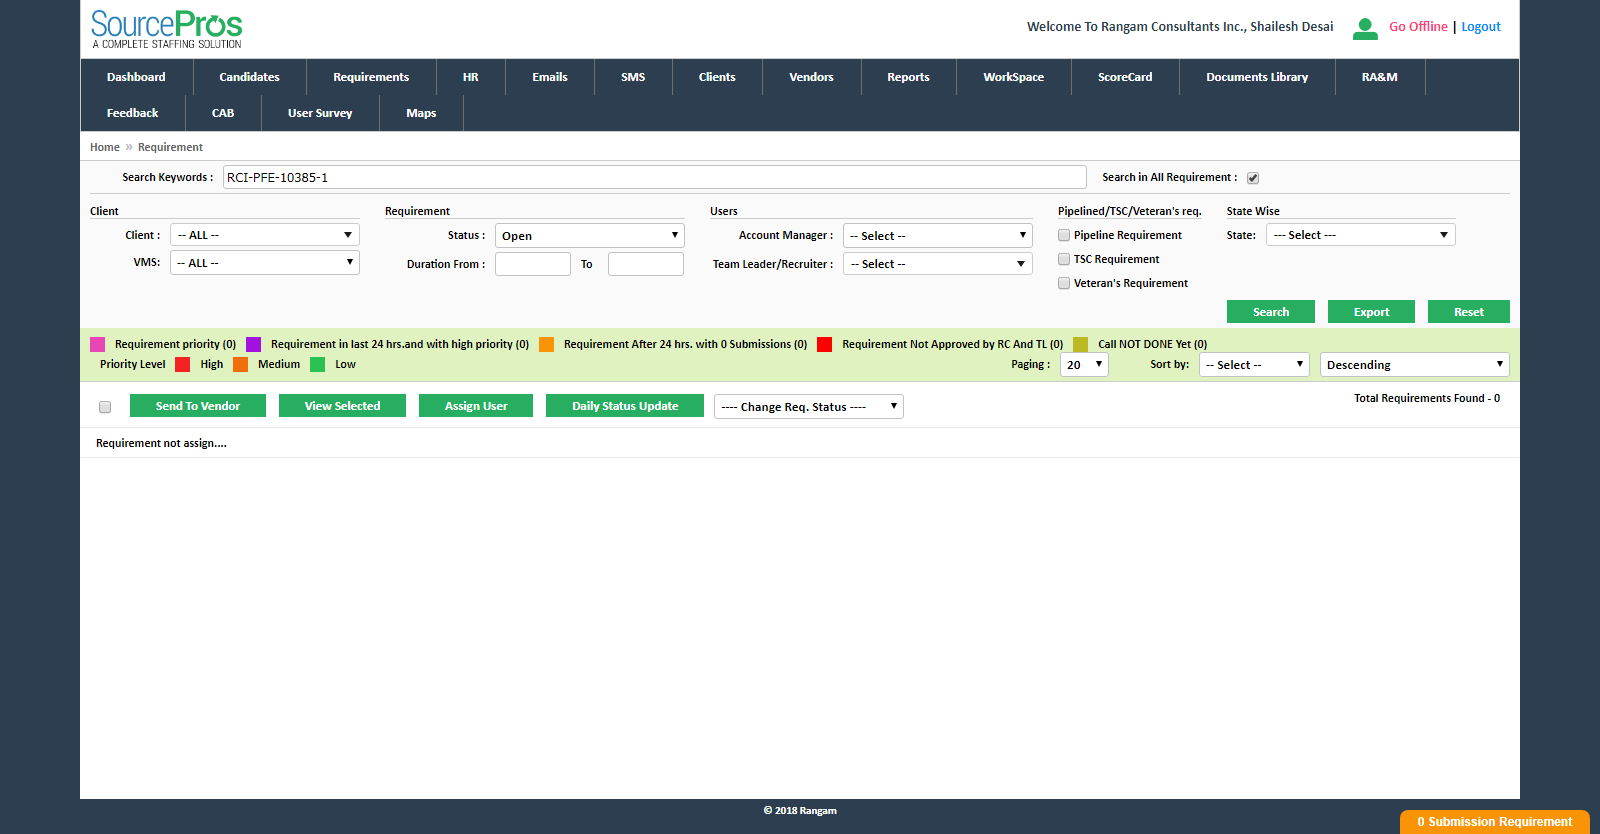 SourcePros
A COMPLETE STAFFING SOLUTION
Welcome To Rangam Consultants Inc., Shailesh Desai Go Offline | Logout
Dashboard Candidates Requirements HR Emails SMS Clients Vendors Reports WorkSpace ScoreCard Documents Library RA&M
Feedback CAB User Survey Maps
Home » Requirement
Search Keywords : RCI-PFE-10385-1 Search in All Requirement :
Client Requirement Users Pipelined/TSC/Veteran's req. State Wise
Client : -- ALL -- Status : Open Account Manager : -- Select -- Pipeline Requirement State: --- Select ---
VMS: -- ALL -- Duration From : To Team Leader/Recruiter : -- Select -- TSC Requirement
Veteran's Requirement
Search Export Reset
Requirement priority (0) Requirement in last 24 hrs.and with high priority (0) Requirement After 24 hrs. with 0 Submissions (0) Requirement Not Approved by RC And TL (0) Call NOT DONE Yet (0)
Priority Level High Medium Low Paging : 20 Sort by: -- Select -- Descending
Send To Vendor View Selected Assign User Daily Status Update ---- Change Req. Status ---- Total Requirements Found - 0
Requirement not assign....
© 2018 Rangam
0 Submission Requirement